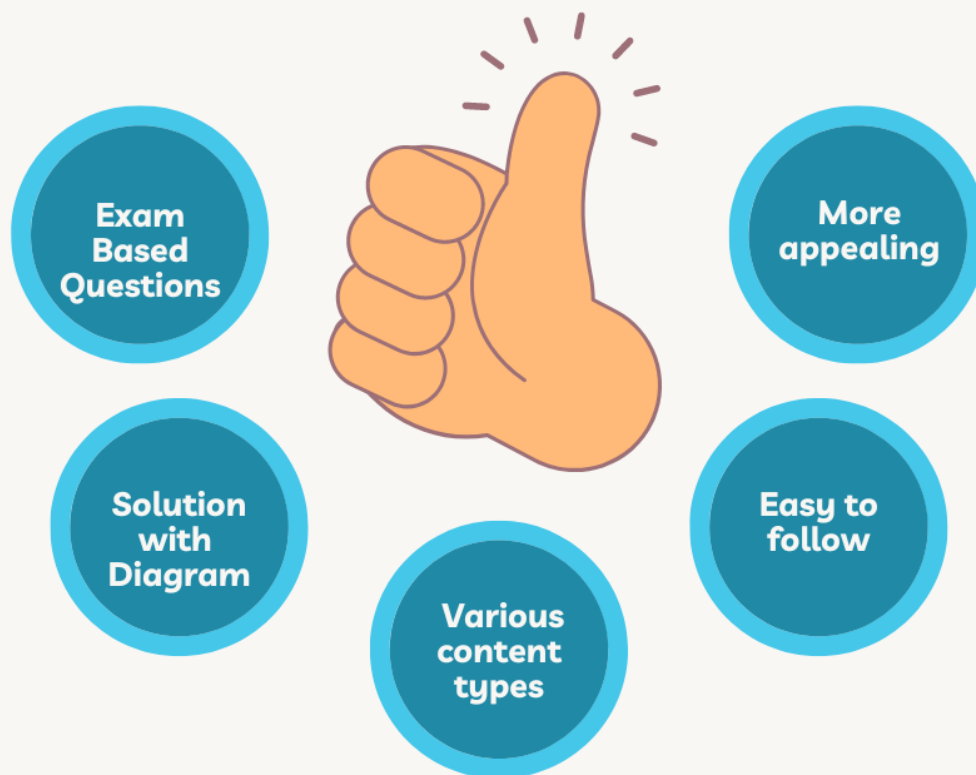 Exam
Based
Questions
More
appealing
Solution
with
Diagram
Easy to
follow
Various
content
types